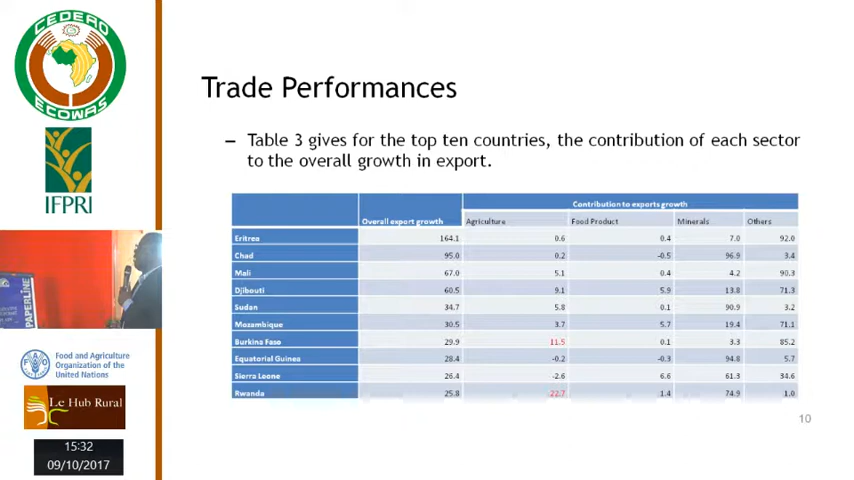 CEDEAO
ECOWAS
IFPRI
PAPERLINE
Food and Agriculture
Organization of the
United Nations
Le Hub Rural
15:32
09/10/2017
Trade Performances
– Table 3 gives for the top ten countries, the contribution of each sector
to the overall growth in export.
Contribution to exports growth
Overall export growth Agriculture Food Product Minerals Others
Eritrea 164.1 0.6 0.4 7.0 92.0
Chad 95.0 0.2 -0.5 96.9 3.4
Mali 67.0 5.1 0.4 4.2 90.3
Djibouti 60.5 9.1 5.9 13.8 71.3
Sudan 34.7 5.8 0.1 90.9 3.2
Mozambique 30.5 3.7 5.7 19.4 71.1
Burkina Faso 29.9 11.5 0.1 3.3 85.2
Equatorial Guinea 28.4 -0.2 -0.3 94.8 5.7
Sierra Leone 26.4 -2.6 6.6 61.3 34.6
Rwanda 25.8 22.7 1.4 74.9 1.0
10